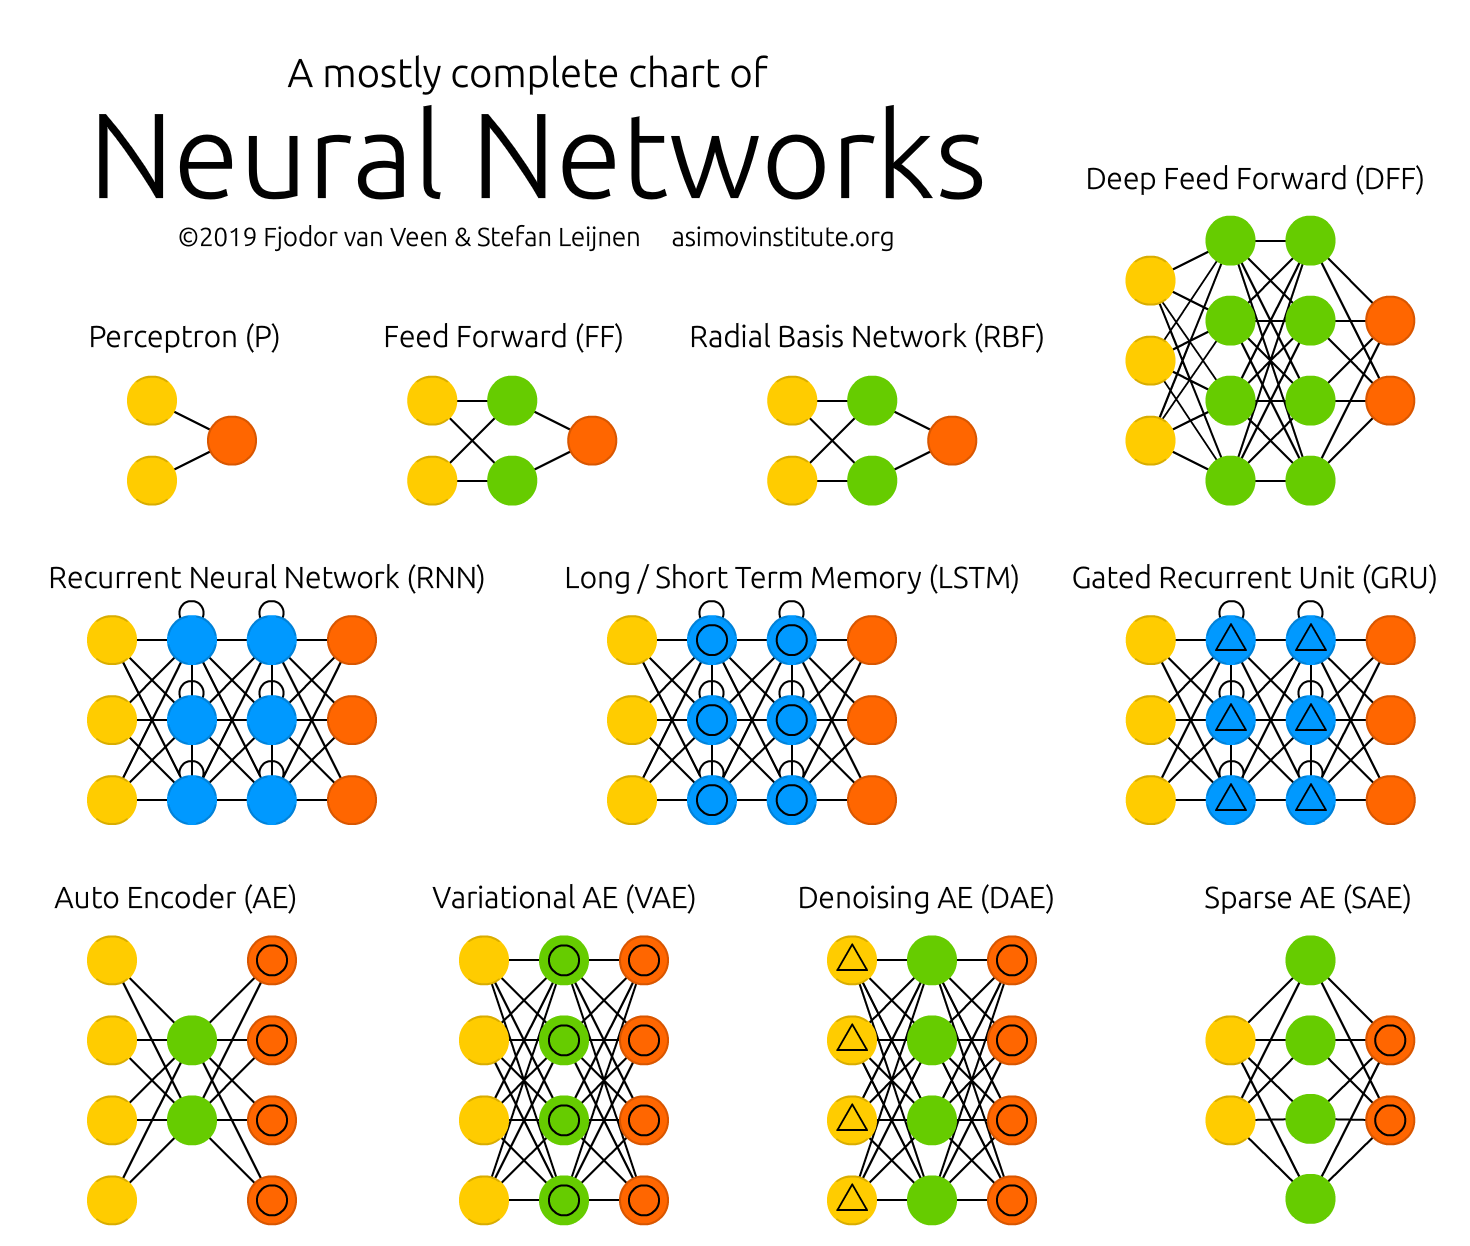 A mostly complete chart of
Neural Networks
©2019 Fjodor van Veen & Stefan Leijnen asimovinstitute.org
Deep Feed Forward (DFF)
Perceptron (P)
Feed Forward (FF)
Radial Basis Network (RBF)
Recurrent Neural Network (RNN)
Long / Short Term Memory (LSTM)
Gated Recurrent Unit (GRU)
Auto Encoder (AE)
Variational AE (VAE)
Denoising AE (DAE)
Sparse AE (SAE)